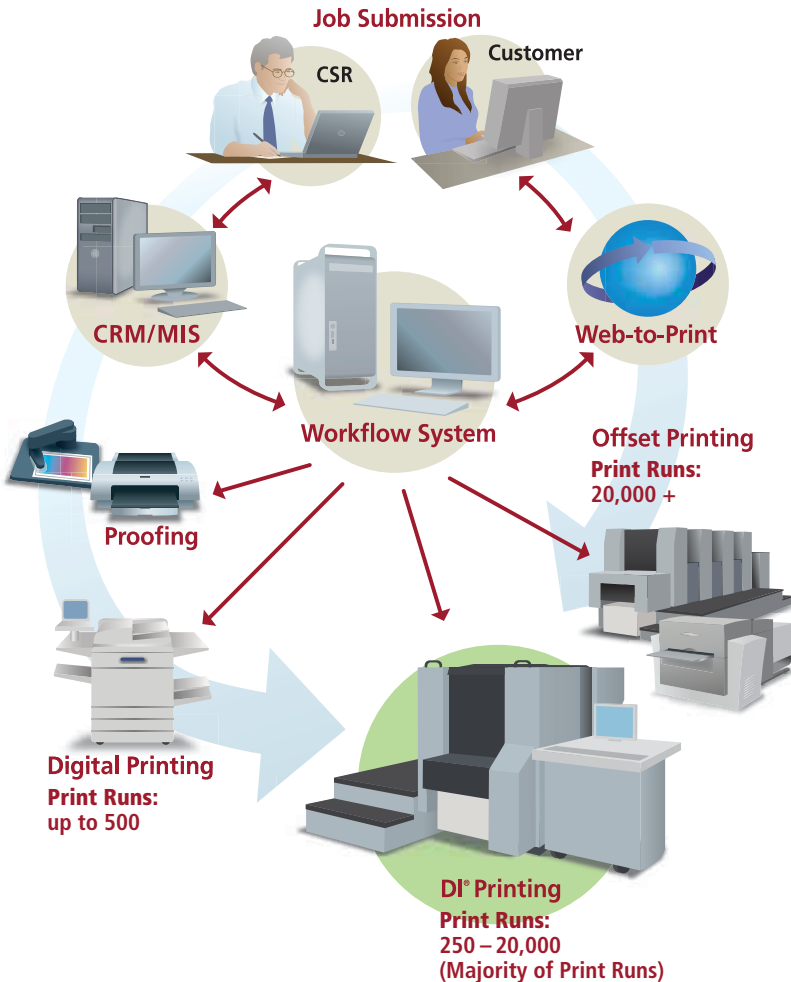 Job Submission
CSR
Customer
CRM/MIS
Web-to-Print
Workflow System
Offset Printing
Print Runs:
20,000 +
Proofing
Digital Printing
Print Runs:
up to 500
DI® Printing
Print Runs:
250 – 20,000
(Majority of Print Runs)